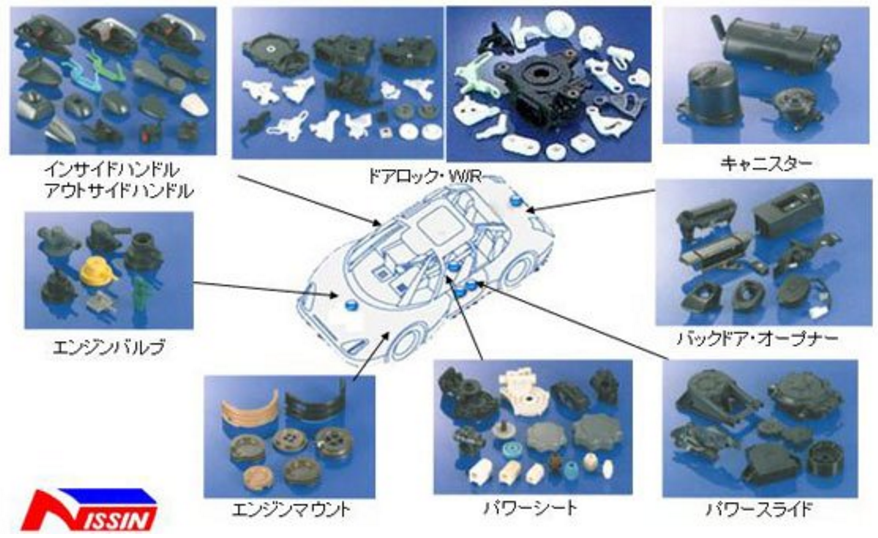 インサイドハンドル
アウトサイドハンドル
ドアロック・W/R
キャニスター
エンジンバルブ
バックドア・オープナー
エンジンマウント
パワーシート
パワースライド
NISSIN